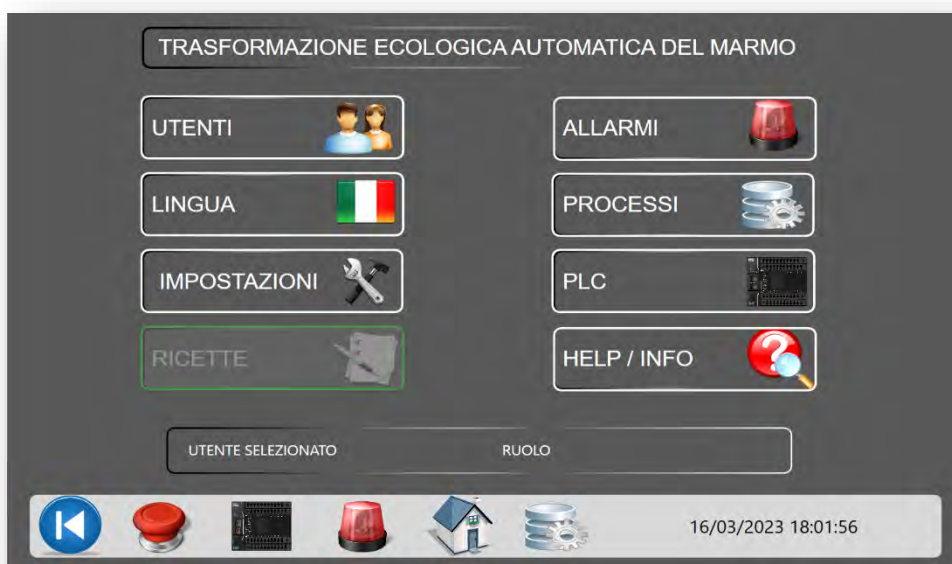 TRASFORMAZIONE ECOLOGICA AUTOMATICA DEL MARMO
UTENTI
ALLARMI
LINGUA
PROCESSI
IMPOSTAZIONI
PLC
RICETTE
HELP / INFO
UTENTE SELEZIONATO RUOLO
16/03/2023 18:01:56